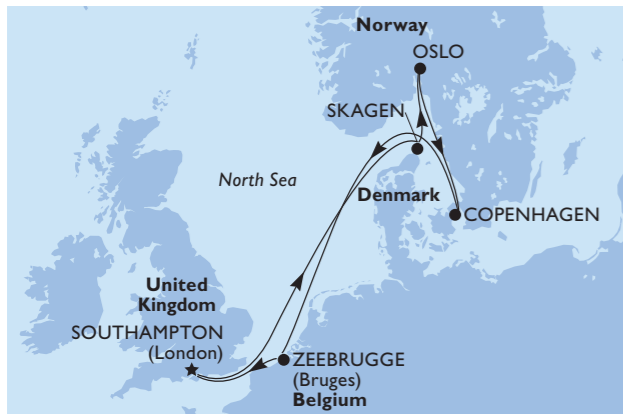 Norway
OSLO
SKAGEN
North Sea
Denmark
COPENHAGEN
United
Kingdom
SOUTHAMPTON
(London)
ZEEBRUGGE
(Bruges)
Belgium